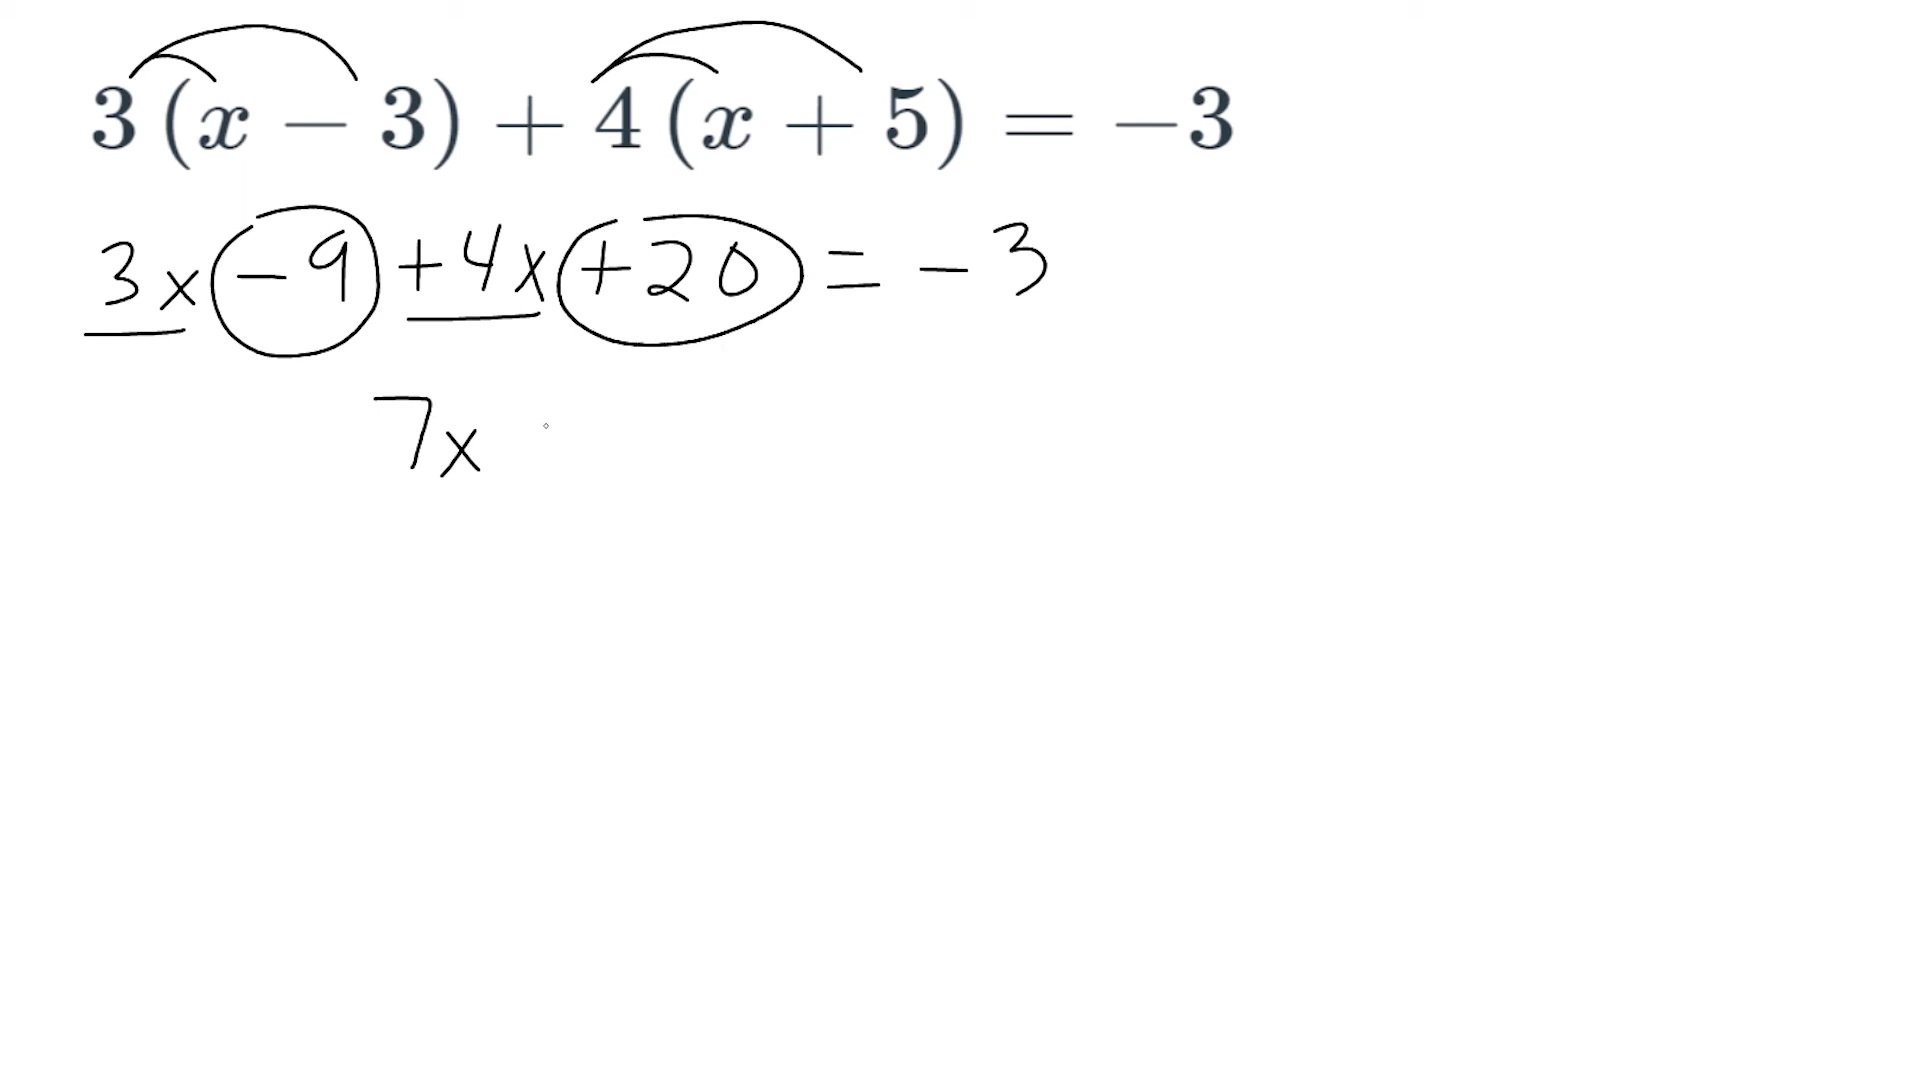 3 (x − 3) + 4 (x + 5) = −3
3x −9 +4x +20 = −3
7x